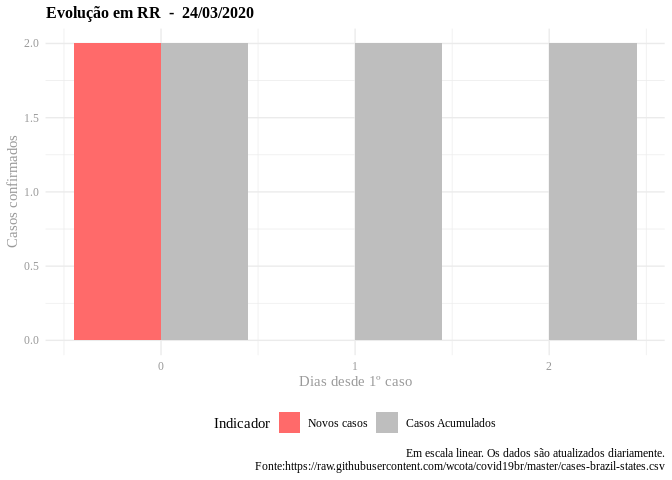 Evolução em RR  -  24/03/2020
Casos confirmados
2.0
1.5
1.0
0.5
0.0
0
1
2
Dias desde 1º caso
Indicador
Novos casos
Casos Acumulados
Em escala linear. Os dados são atualizados diariamente.
Fonte:https://raw.githubusercontent.com/wcota/covid19br/master/cases-brazil-states.csv